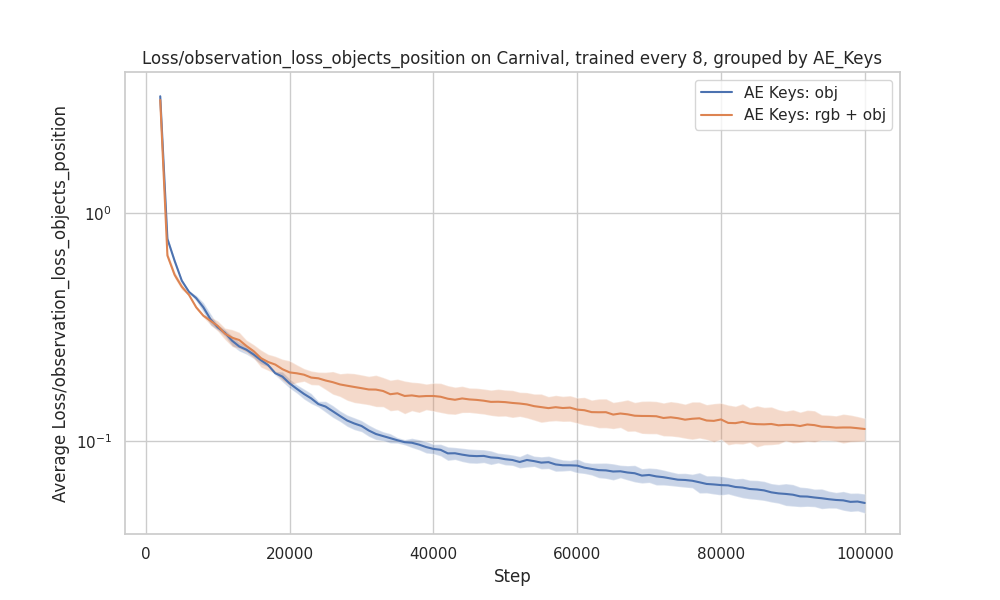 Loss/observation_loss_objects_position on Carnival, trained every 8, grouped by AE_Keys
AE Keys: obj
AE Keys: rgb + obj
Average Loss/observation_loss_objects_position
10⁰
10⁻¹
0
20000
40000
60000
80000
100000
Step